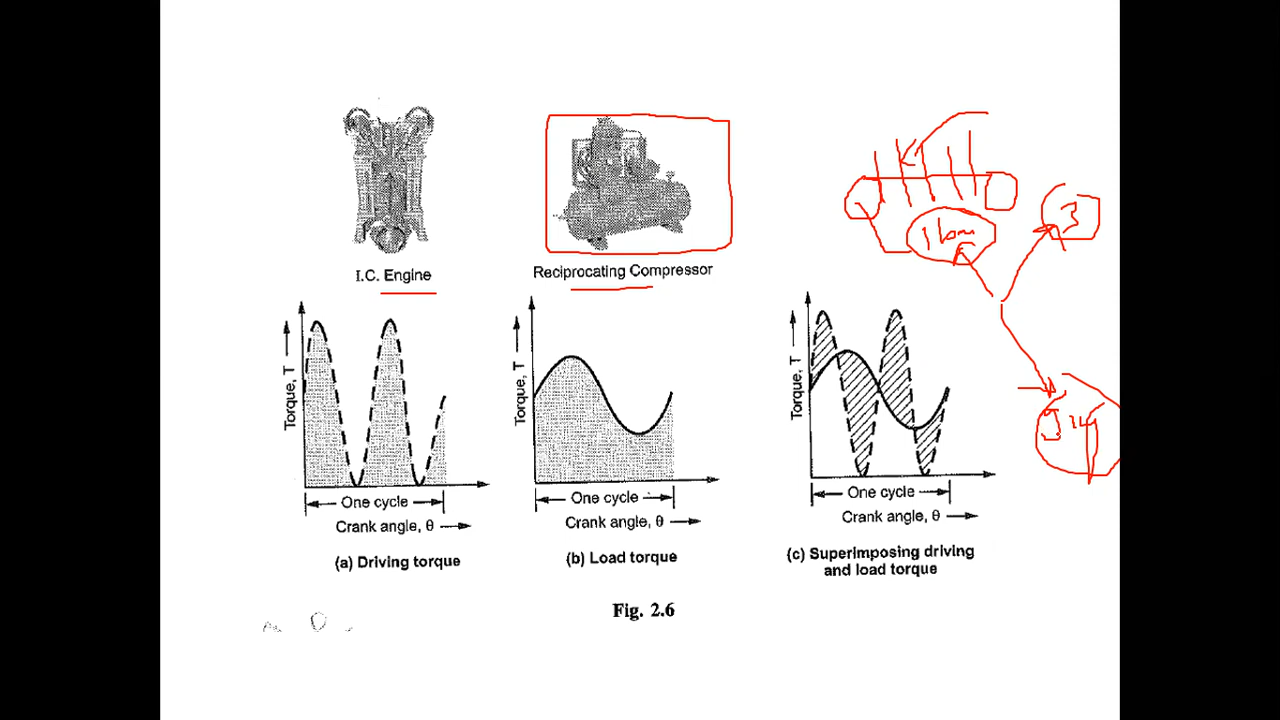 I.C. Engine
Reciprocating Compressor
3
Torque, T
Torque, T
Torque, T
One cycle
One cycle
One cycle
Crank angle, θ
Crank angle, θ
Crank angle, θ
(a) Driving torque
(b) Load torque
(c) Superimposing driving
and load torque
Fig. 2.6